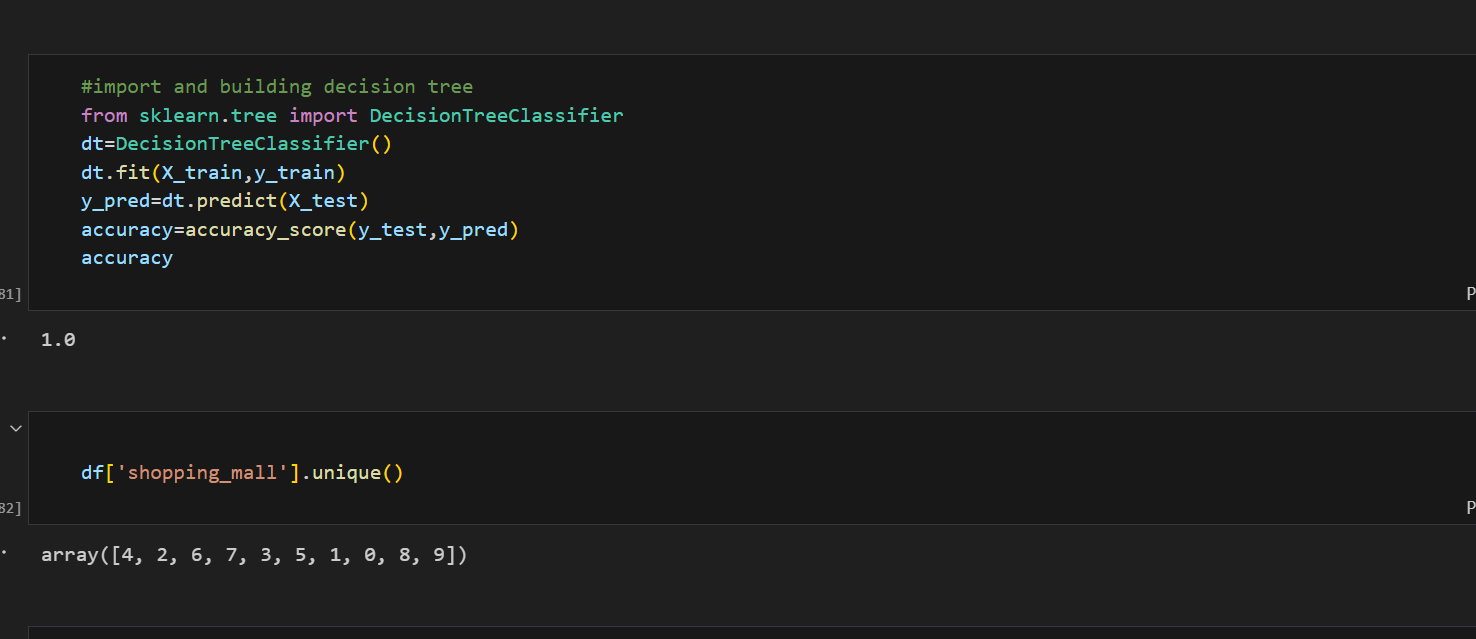 #import and building decision tree
from sklearn.tree import DecisionTreeClassifier
dt=DecisionTreeClassifier()
dt.fit(X_train,y_train)
y_pred=dt.predict(X_test)
accuracy=accuracy_score(y_test,y_pred)
accuracy
81]
P
1.0
df['shopping_mall'].unique()
82]
P
array([4, 2, 6, 7, 3, 5, 1, 0, 8, 9])